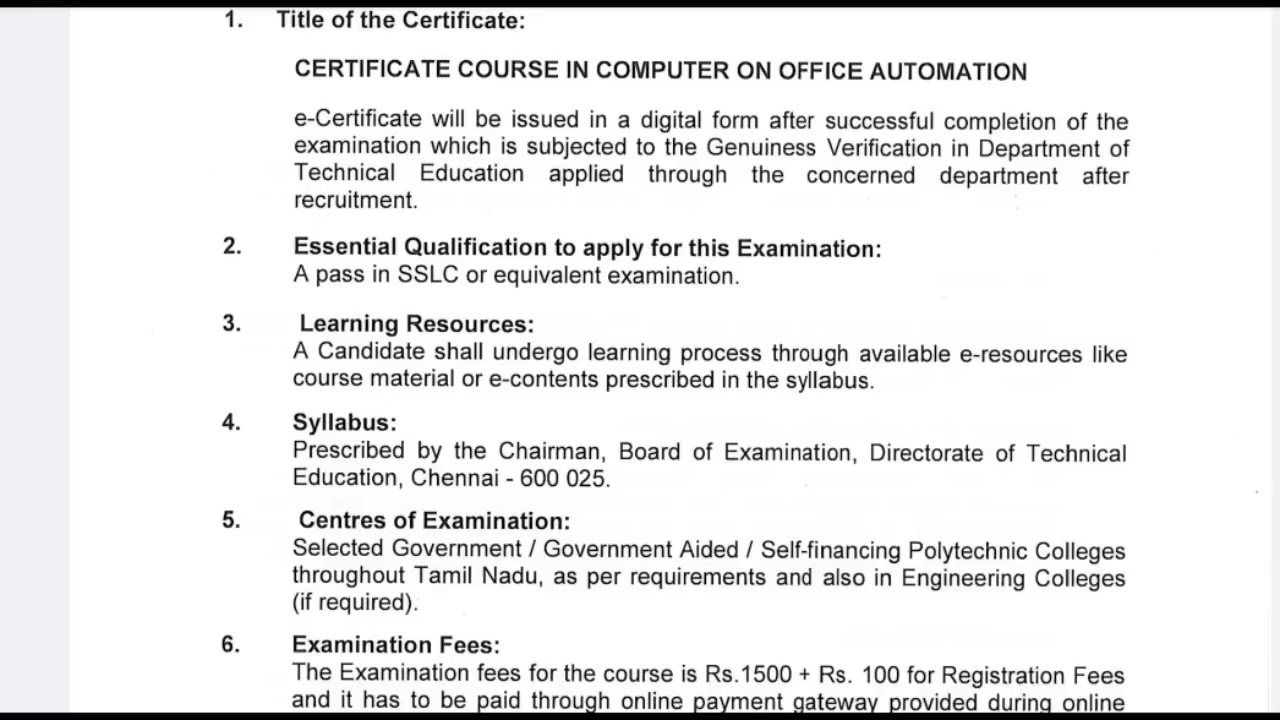 1. Title of the Certificate:
CERTIFICATE COURSE IN COMPUTER ON OFFICE AUTOMATION
e-Certificate will be issued in a digital form after successful completion of the
examination which is subjected to the Genuiness Verification in Department of
Technical Education applied through the concerned department after
recruitment.
2. Essential Qualification to apply for this Examination:
A pass in SSLC or equivalent examination.
3. Learning Resources:
A Candidate shall undergo learning process through available e-resources like
course material or e-contents prescribed in the syllabus.
4. Syllabus:
Prescribed by the Chairman, Board of Examination, Directorate of Technical
Education, Chennai - 600 025.
5. Centres of Examination:
Selected Government / Government Aided / Self-financing Polytechnic Colleges
throughout Tamil Nadu, as per requirements and also in Engineering Colleges
(if required).
6. Examination Fees:
The Examination fees for the course is Rs.1500 + Rs. 100 for Registration Fees
and it has to be paid through online payment gateway provided during online